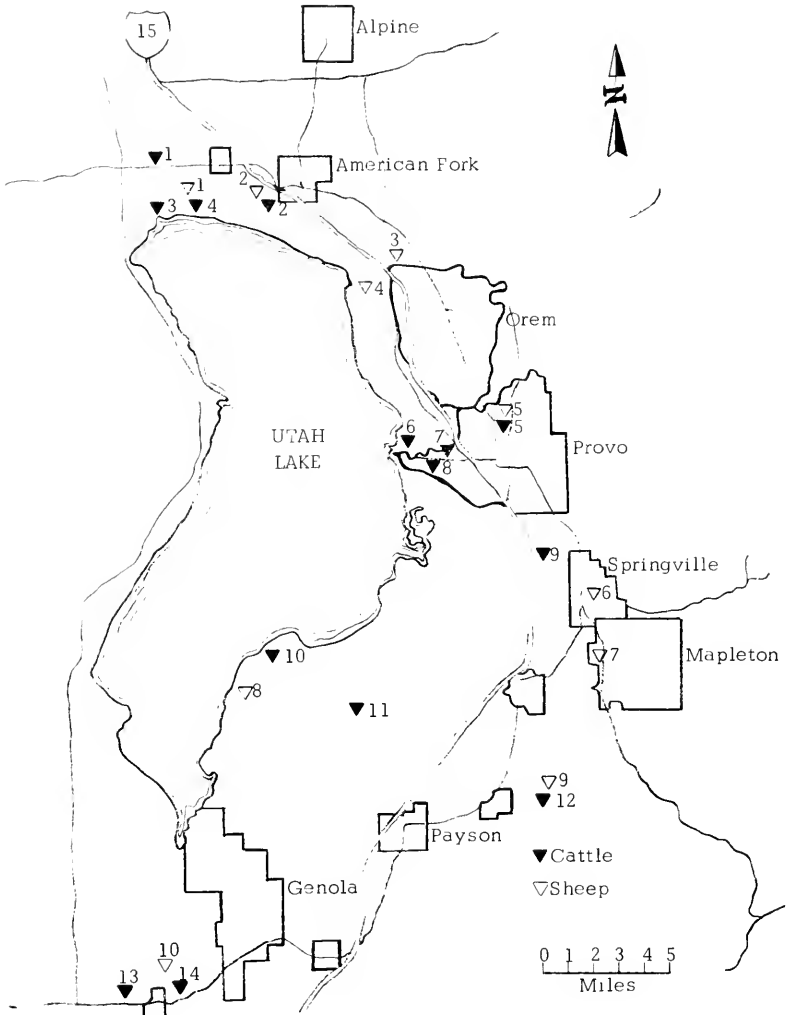 15
Alpine
N
1
American Fork
1
2
3
4
2
3
4
Orem
5
5
UTAH
LAKE
6
7
8
Provo
9
Springville
6
10
7
Mapleton
8
11
9
12
Payson
Cattle
Genola
Sheep
10
13
14
0 1 2 3 4 5
Miles